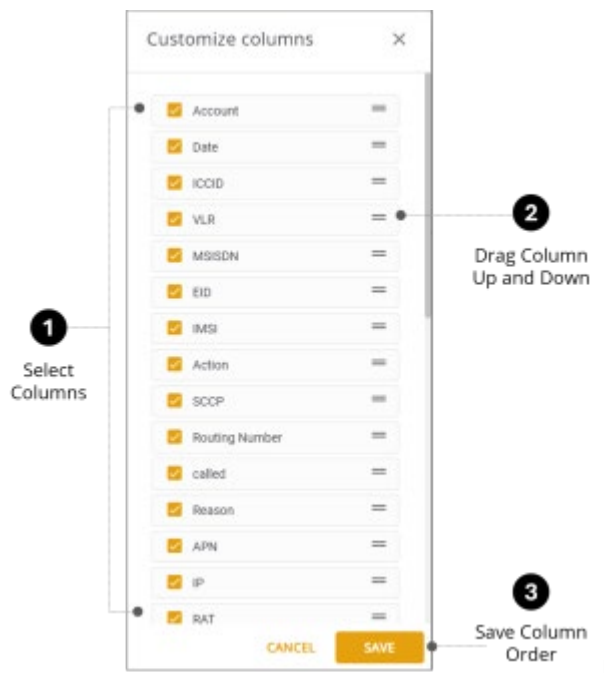 Customize columns
Account
Date
ICCID
VLR
MSISDN
EID
IMSI
Action
SCCP
Routing Number
called
Reason
APN
IP
RAT
CANCEL
SAVE
1
Select
Columns
2
Drag Column
Up and Down
3
Save Column
Order